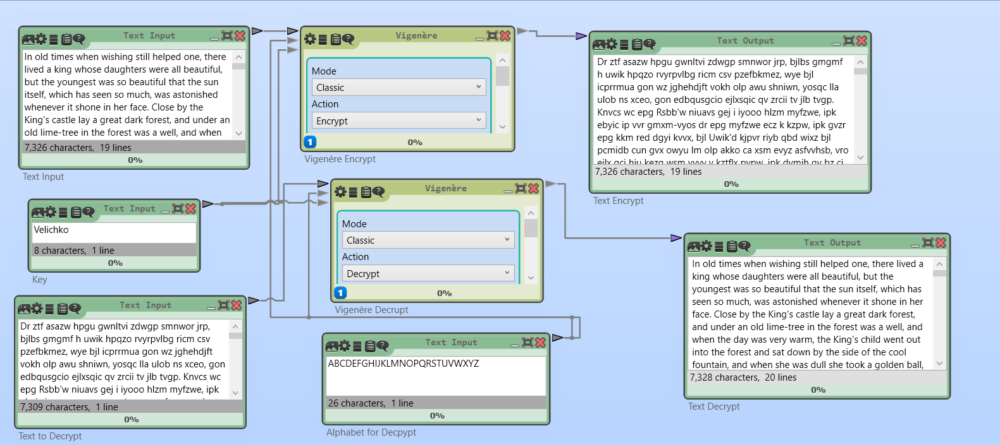 Text Input
In old times when wishing still helped one, there
lived a king whose daughters were all beautiful,
but the youngest was so beautiful that the sun
itself, which has seen so much, was astonished
whenever it shone in her face. Close by the
King's castle lay a great dark forest, and under an
old lime-tree in the forest was a well, and when
7,326 characters, 19 lines
0%
Text Input
Vigenère
Mode
Classic
Action
Encrypt
1
0%
Vigenère Encrypt
Text Output
Dr ztf asazw hpgu gwnltvi zdwgp smnwor jrp, bjlbs gmgmf
h uwik hpqzo rvyrpvlbg ricm csv pzefbkmez, wye bjl
icprrmua gon wz jghehdjft vokh olp awu shniwn, yosqc lla
ulob ns xceo, gon edbqusgcio ejlxsqic qv zrcii tv jlb tvgp.
Knvcs wc epg Rsbb'w niuavs gej i iyooo hlzm myfzwe, ipk
ebyic ip vvr gmxm-vyos dr epg myfzwe ecz k kzpw, ipk gvzr
epg kkm red dgyi kvvx, bjl Uwik'd kjpvr riyb qbd wixz bjl
pcmidb cun gvx owyu lm olp akko ca xsm evyz asfvvhsb, vro
7,326 characters, 19 lines
0%
Text Encrypt
Text Input
Velichko
8 characters, 1 line
0%
Key
Vigenère
Mode
Classic
Action
Decrypt
1
0%
Vigenère Decrupt
Text Output
In old times when wishing still helped one, there lived a
king whose daughters were all beautiful, but the
youngest was so beautiful that the sun itself, which has
seen so much, was astonished whenever it shone in her
face. Close by the King's castle lay a great dark forest,
and under an old lime-tree in the forest was a well, and
when the day was very warm, the King's child went out
into the forest and sat down by the side of the cool
fountain, and when she was dull she took a golden ball,
7,328 characters, 20 lines
0%
Text Decrypt
Text Input
Dr ztf asazw hpgu gwnltvi zdwgp smnwor jrp,
bjlbs gmgmf h uwik hpqzo rvyrpvlbg ricm csv
pzefbkmez, wye bjl icprrmua gon wz jghehdjft
vokh olp awu shniwn, yosqc lla ulob ns xceo, gon
edbqusgcio ejlxsqic qv zrcii tv jlb tvgp. Knvcs wc
epg Rsbb'w niuavs gej i iyooo hlzm myfzwe, ipk
7,309 characters, 1 line
0%
Text to Decrypt
Text Input
ABCDEFGHIJKLMNOPQRSTUVWXYZ
26 characters, 1 line
0%
Alphabet for Decpypt